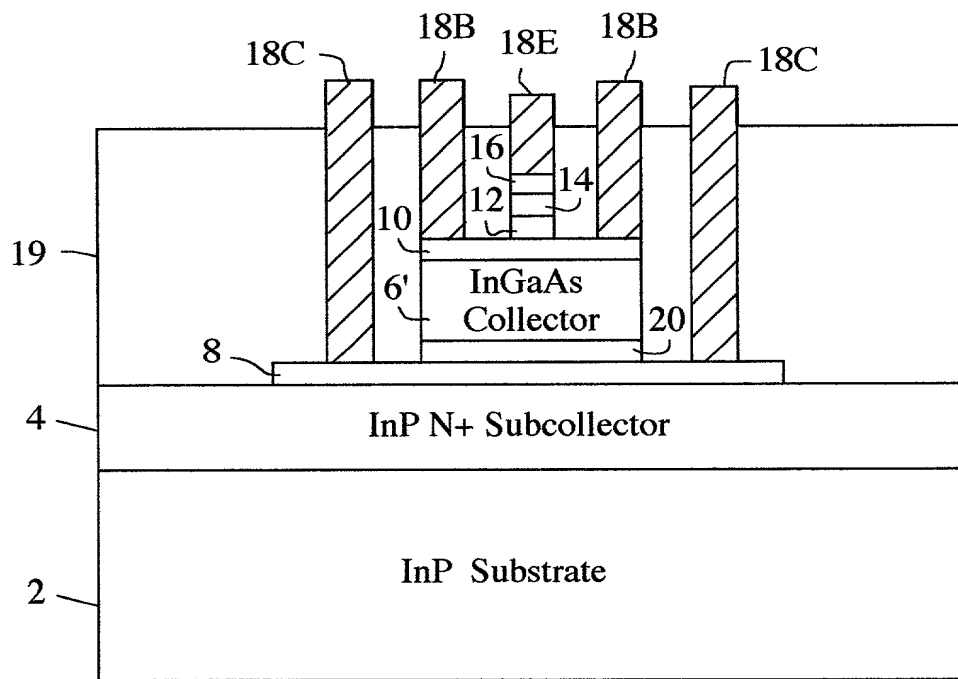 18C
18B
18E
18B
18C
16
14
12
10
19
InGaAs
6'
Collector
20
8
4
InP N+ Subcollector
InP Substrate
2